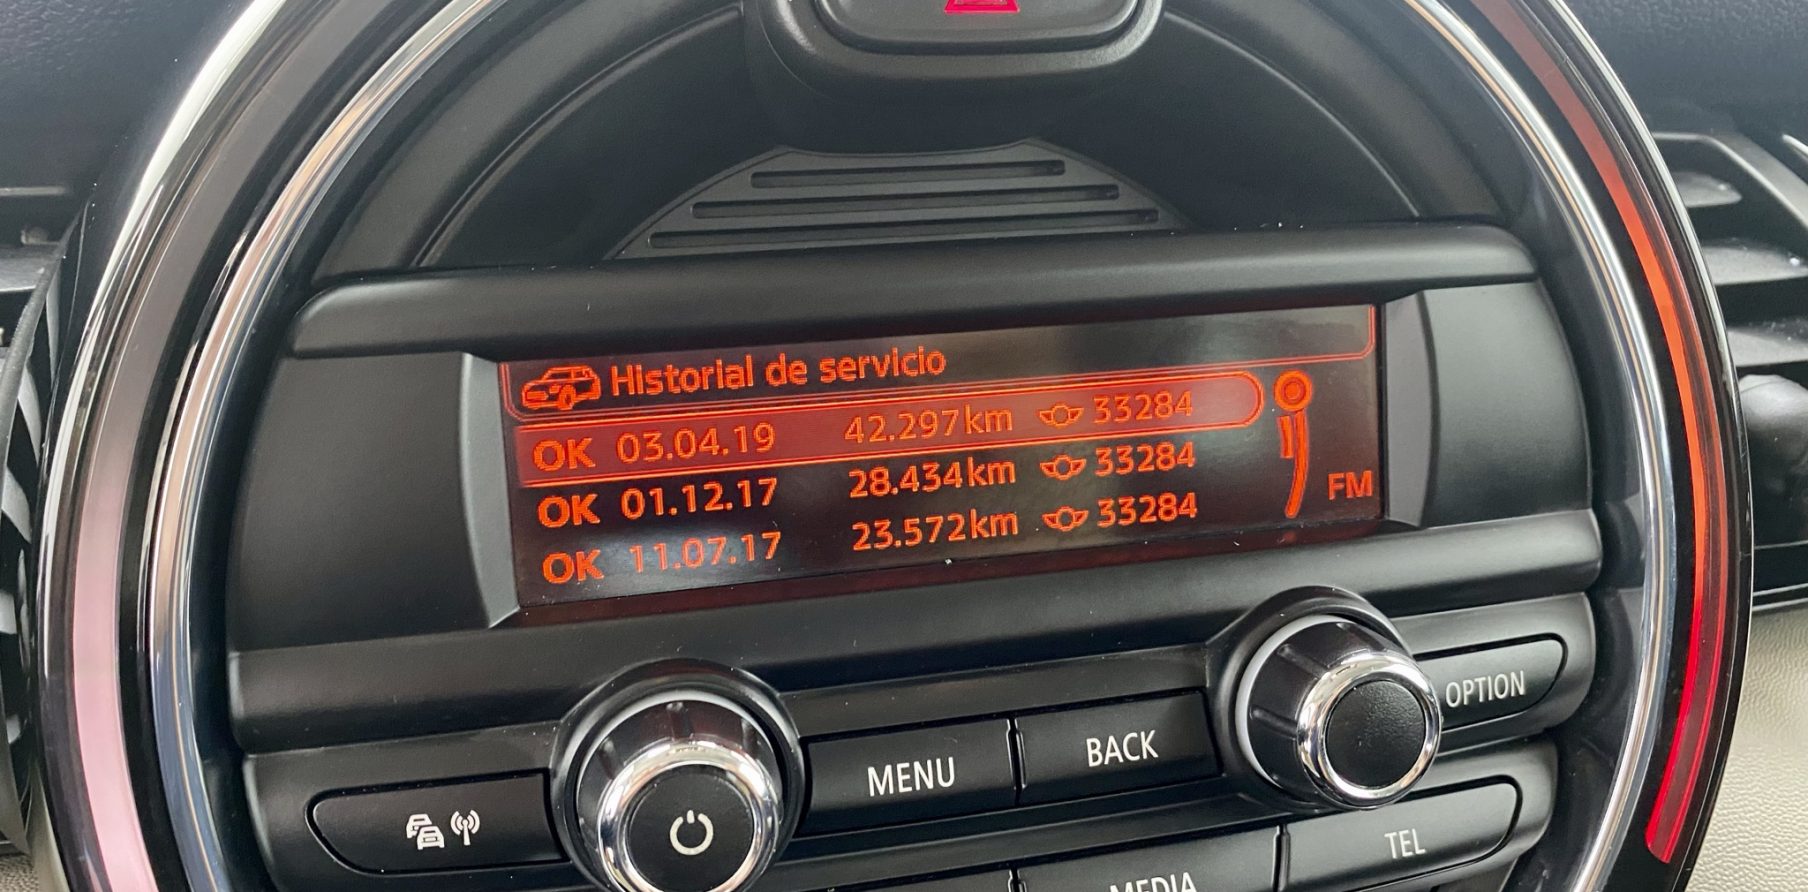 Historial de servicio
OK 03.04.19 42.297km 33284
OK 01.12.17 28.434km 33284
OK 11.07.17 23.572km 33284
FM
OPTION
MENU
BACK
TEL
MEDIA